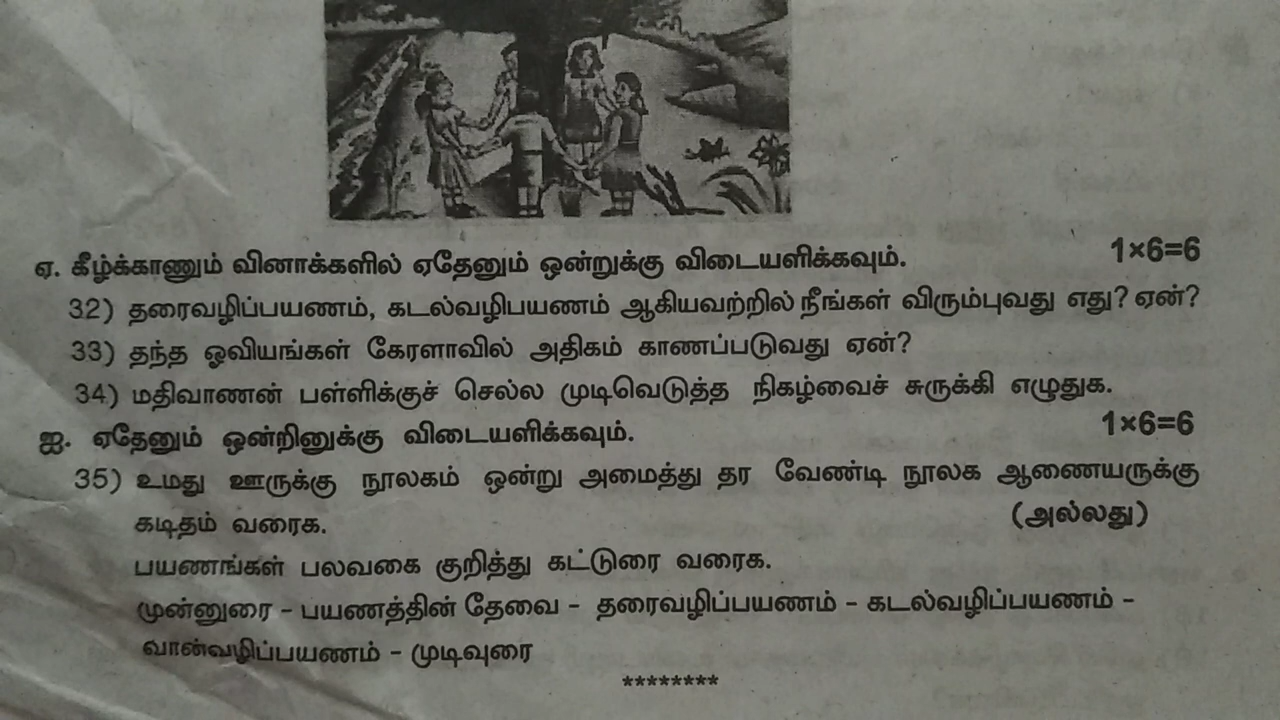 ஏ. கீழ்க்காணும் வினாக்களில் ஏதேனும் ஒன்றுக்கு விடையளிக்கவும். 1×6=6
32) தரைவழிப்பயணம், கடல்வழிபயணம் ஆகியவற்றில் நீங்கள் விரும்புவது எது? ஏன்?
33) தந்த ஓவியங்கள் கேரளாவில் அதிகம் காணப்படுவது ஏன்?
34) மதிவாணன் பள்ளிக்குச் செல்ல முடிவெடுத்த நிகழ்வைச் சுருக்கி எழுதுக.
ஐ. ஏதேனும் ஒன்றினுக்கு விடையளிக்கவும். 1×6=6
35) உமது ஊருக்கு நூலகம் ஒன்று அமைத்து தர வேண்டி நூலக ஆணையருக்கு
கடிதம் வரைக. (அல்லது)
பயணங்கள் பலவகை குறித்து கட்டுரை வரைக.
முன்னுரை – பயணத்தின் தேவை – தரைவழிப்பயணம் – கடல்வழிப்பயணம் –
வான்வழிப்பயணம் – முடிவுரை
********